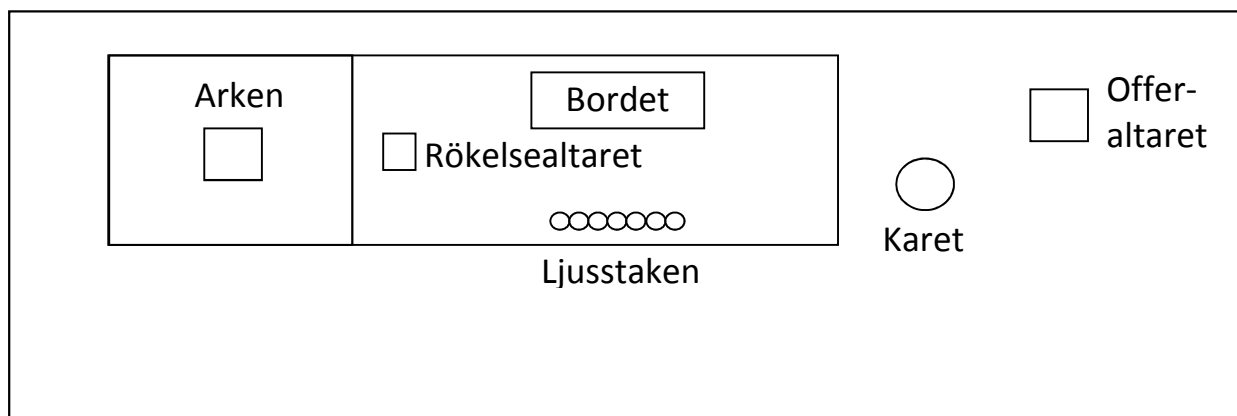 Arken
Bordet
Offer-
altaret
Rökelsealtaret
Karet
Ljusstaken